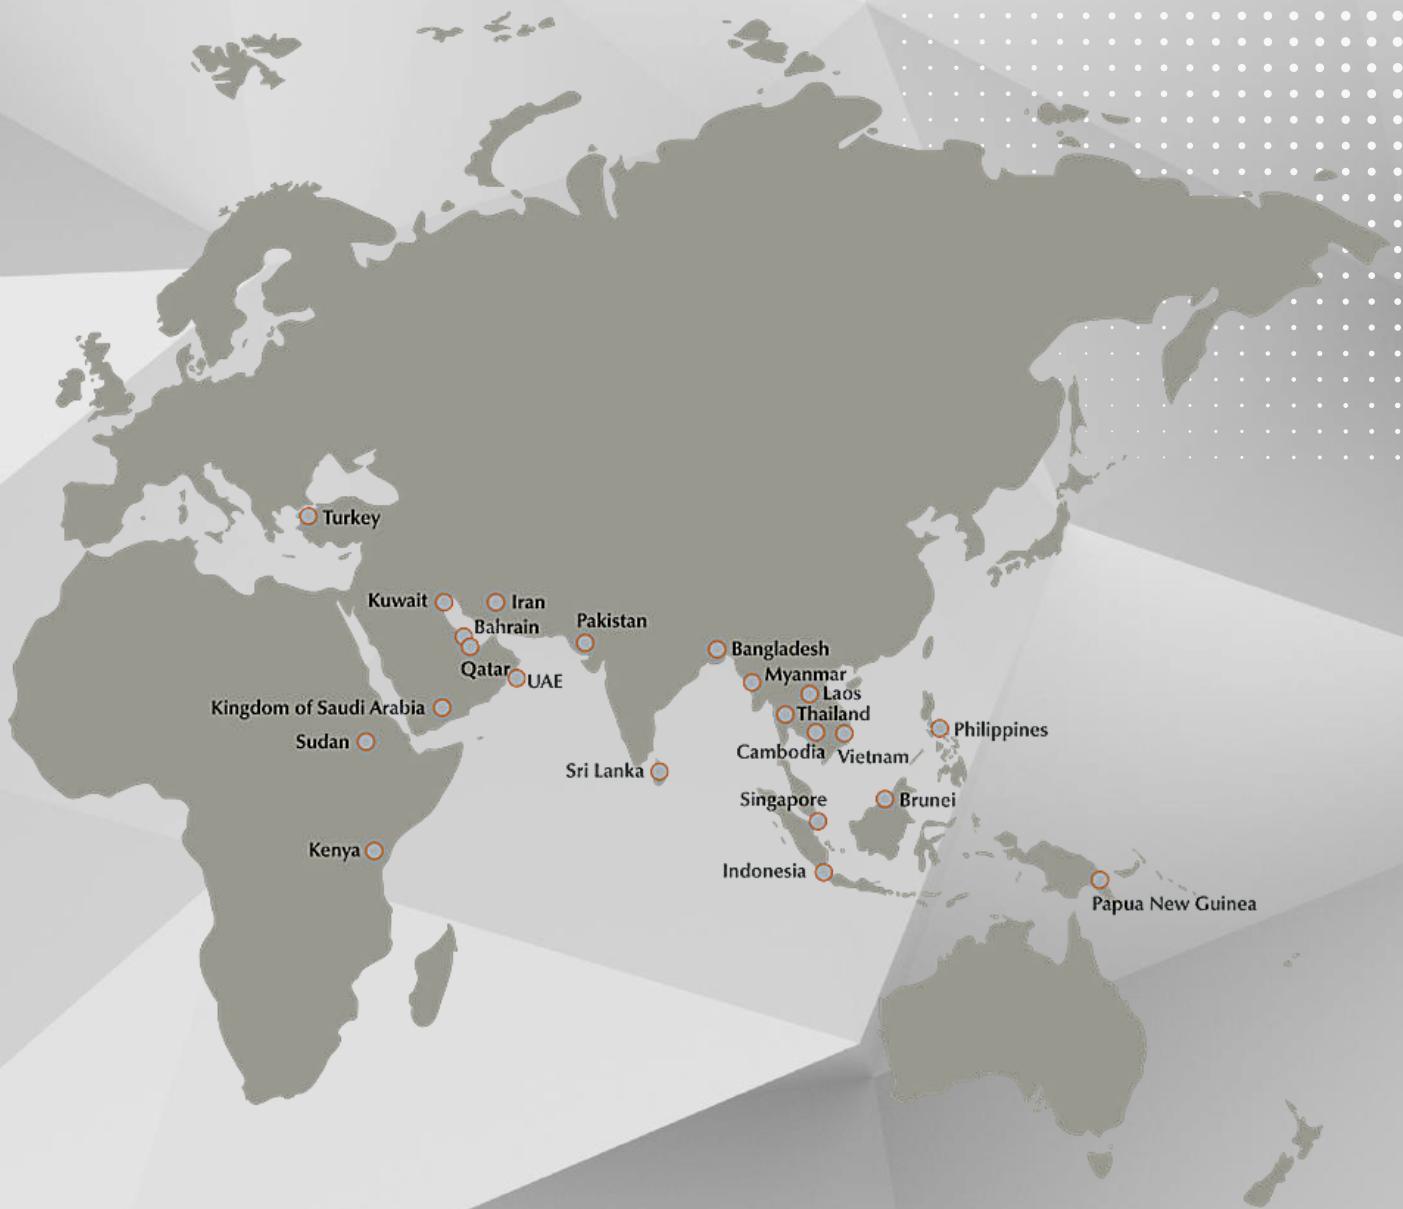 Turkey
Kuwait
Iran
Bahrain
Pakistan
Qatar
UAE
Bangladesh
Myanmar
Laos
Kingdom of Saudi Arabia
Thailand
Sudan
Philippines
Cambodia
Vietnam
Sri Lanka
Singapore
Brunei
Kenya
Indonesia
Papua New Guinea